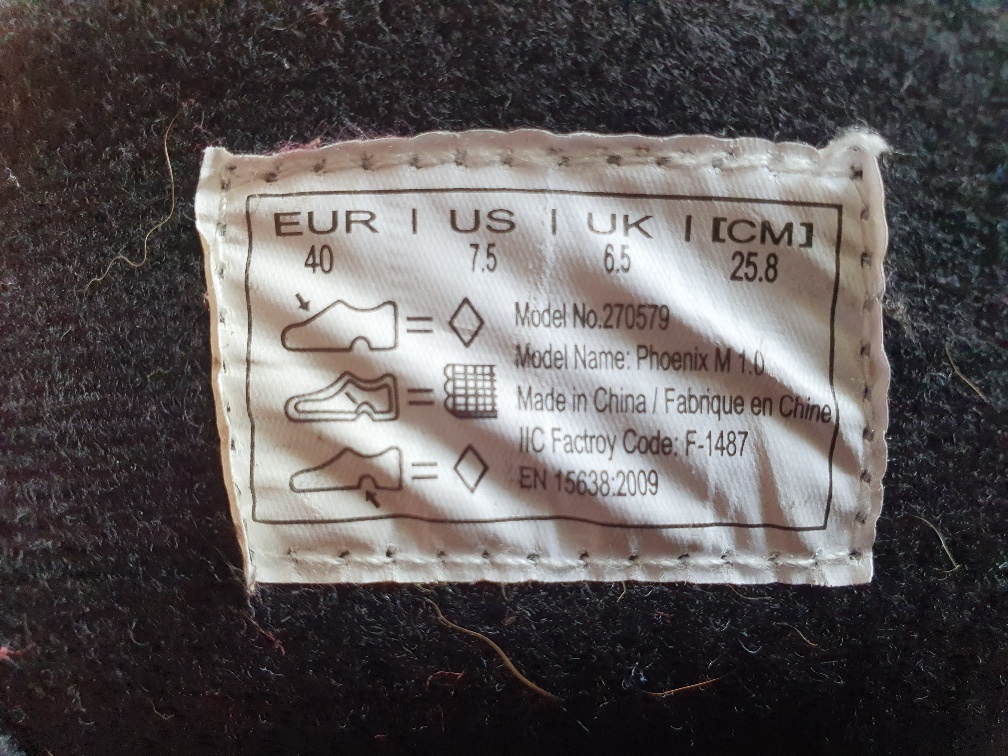 EUR | US | UK | [CM]
40 7.5 6.5 25.8
Model No.270579
Model Name: Phoenix M 1.0
Made in China / Fabrique en Chine
IIC Factroy Code: F-1487
EN 15638:2009